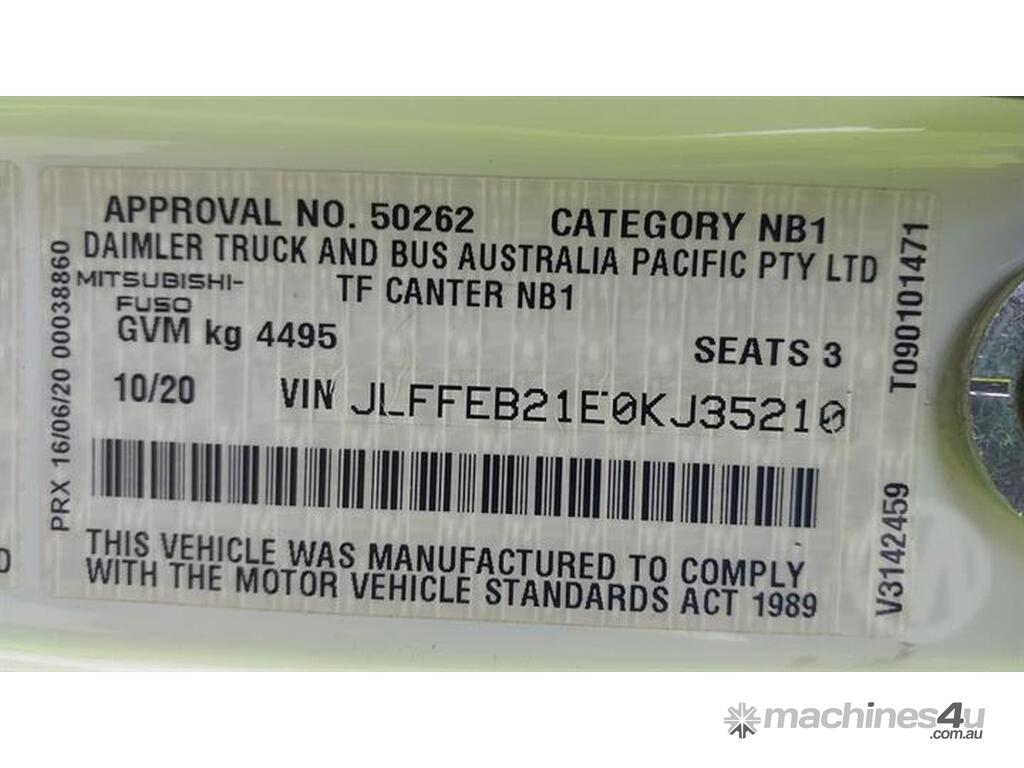 APPROVAL NO. 50262 CATEGORY NB1
DAIMLER TRUCK AND BUS AUSTRALIA PACIFIC PTY LTD
MITSUBISHI-
FUSO
TF CANTER NB1
GVM kg 4495 SEATS 3
10/20 VIN JLFFEB21E0KJ35210
THIS VEHICLE WAS MANUFACTURED TO COMPLY
WITH THE MOTOR VEHICLE STANDARDS ACT 1989
PRX 16/06/20 00038860
V3142459 T090101471
D
machines4u
.com.au